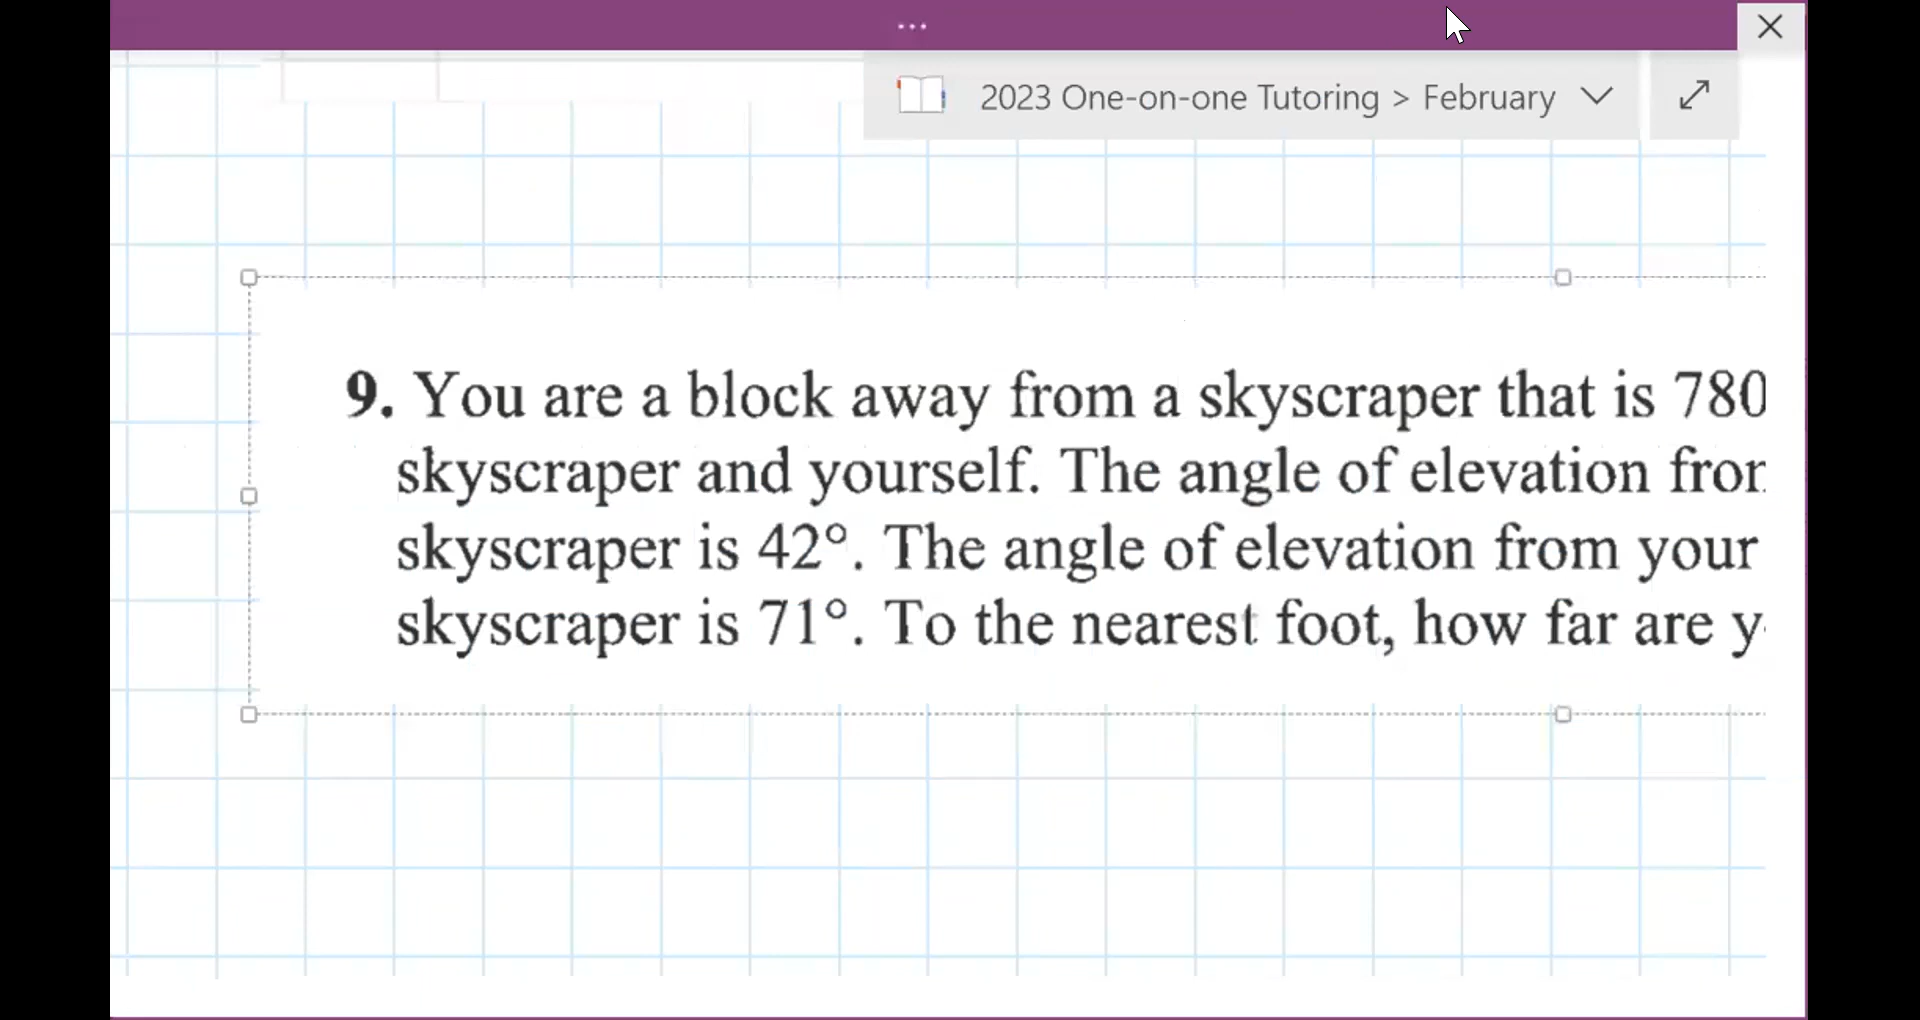 ...
2023 One-on-one Tutoring > February
9. You are a block away from a skyscraper that is 780
skyscraper and yourself. The angle of elevation
skyscraper is 42°. The angle of elevation from your
skyscraper is 71°. To the nearest foot, how far are